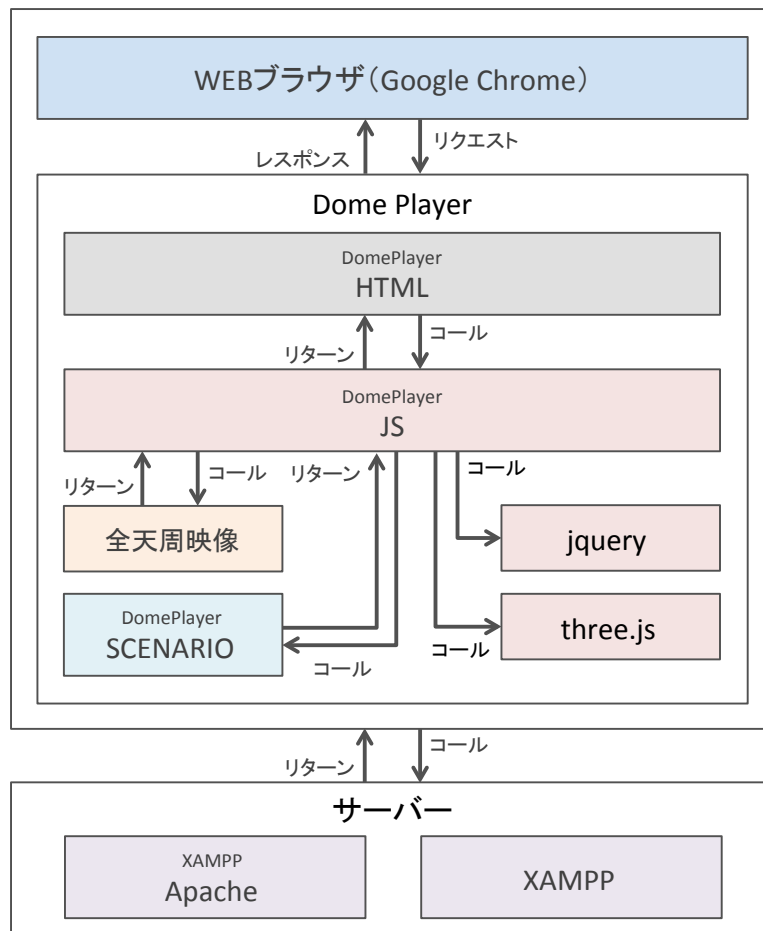 WEBブラウザ(Google Chrome)
レスポンス
リクエスト
Dome Player
DomePlayer
HTML
リターン
コール
DomePlayer
JS
リターン
コール
リターン
コール
全天周映像
jquery
DomePlayer
SCENARIO
コール
コール
three.js
リターン
コール
サーバー
XAMPP
Apache
XAMPP